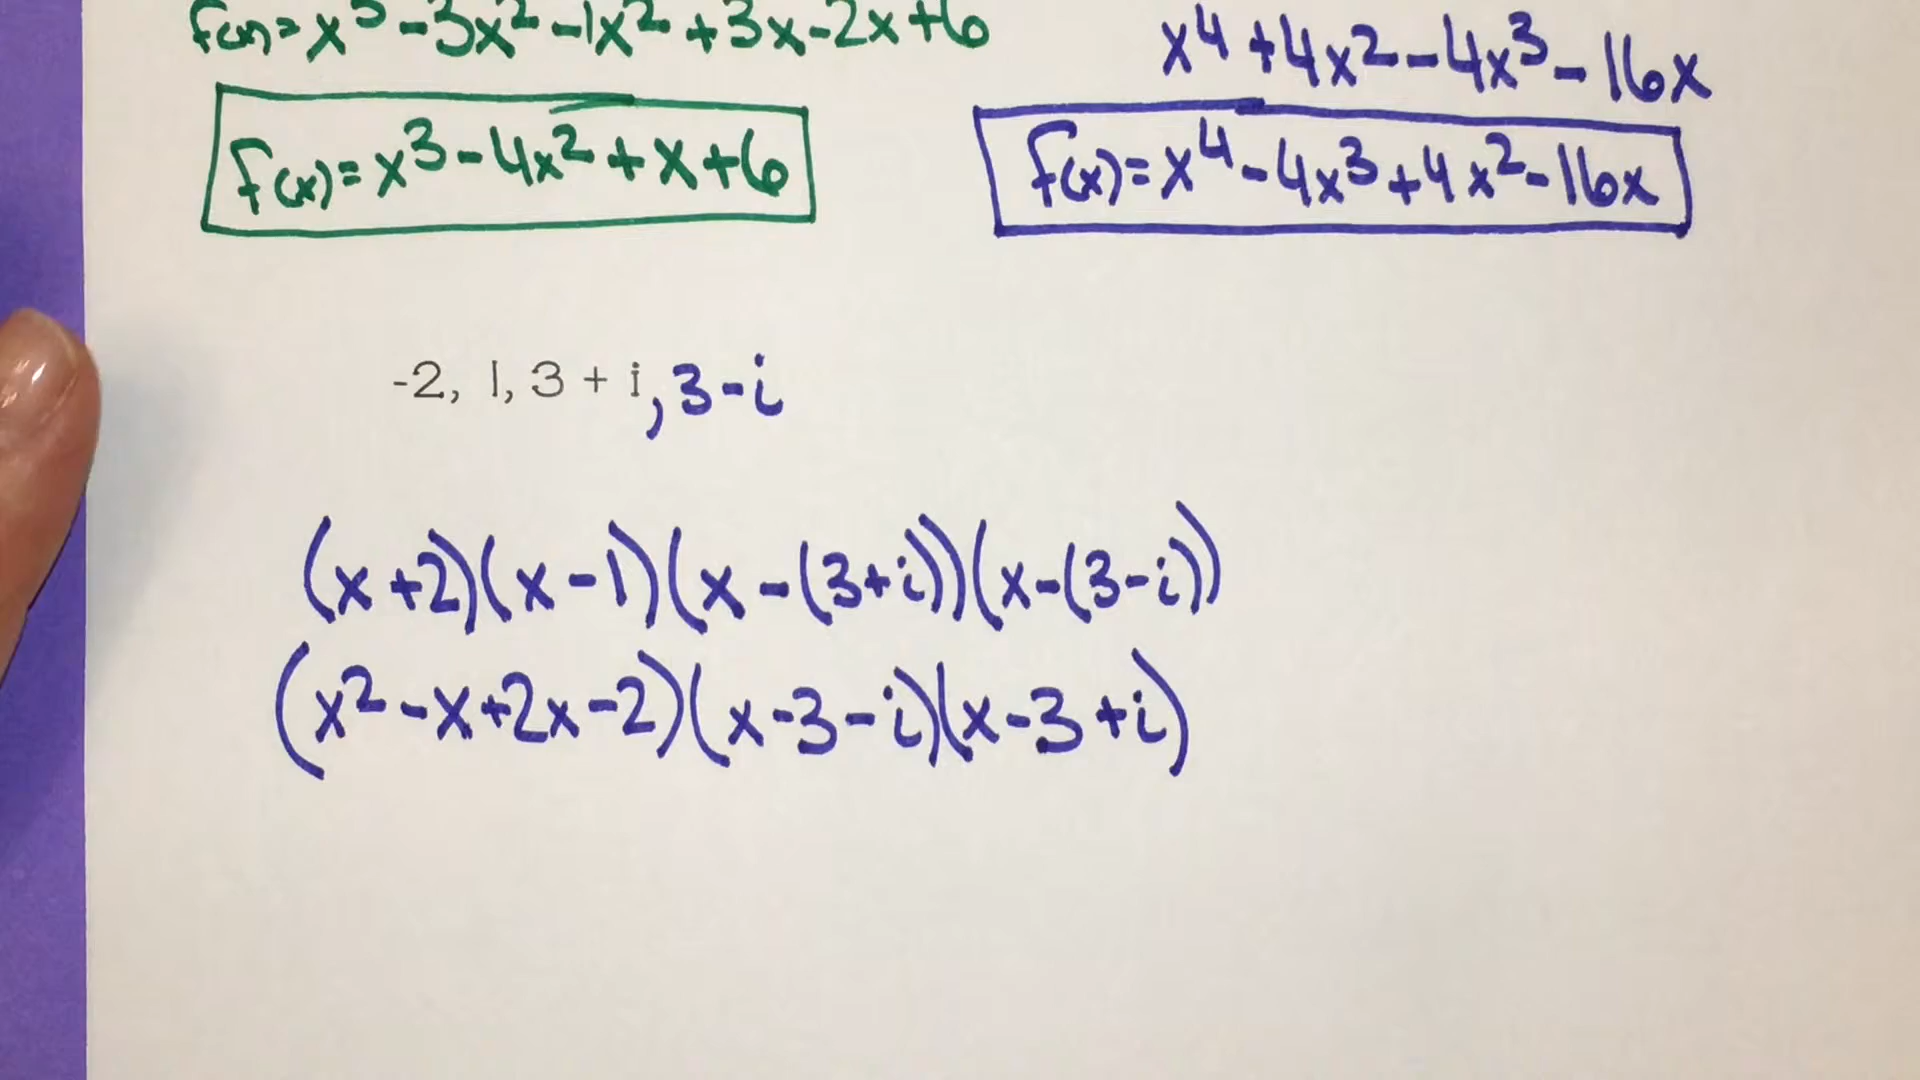 f(x)=x³-3x²-1x²+3x-2x+6
f(x)=x³-4x²+x+6
x⁴+4x²-4x³-16x
f(x)=x⁴-4x³+4x²-16x
-2, 1, 3 + i, 3-i
(x+2)(x-1)(x-(3+i))(x-(3-i))
(x²-x+2x-2)(x-3-i)(x-3+i)